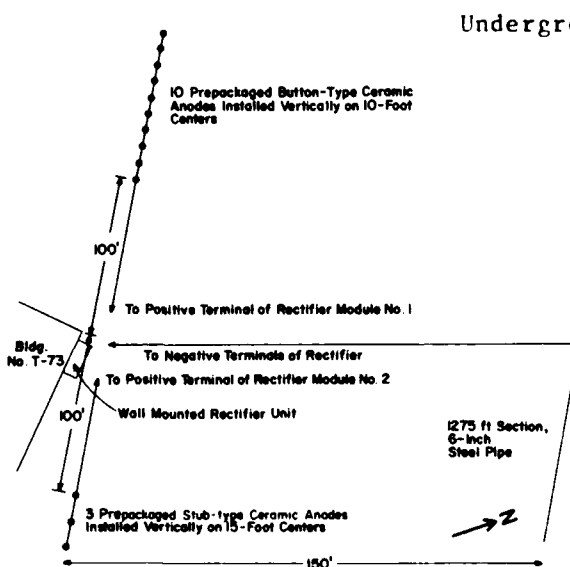 Undergr
10 Prepackaged Button-Type Ceramic
Anodes Installed Vertically on 10-Foot
Centers
100'
To Positive Terminal of Rectifier Module No. 1
Bldg.
No. T-73
To Negative Terminals of Rectifier
To Positive Terminal of Rectifier Module No. 2
100'
Wall Mounted Rectifier Unit
1275 ft Section,
6-Inch
Steel Pipe
3 Prepackaged Stub-type Ceramic Anodes
Installed Vertically on 15-Foot Centers
N
150'